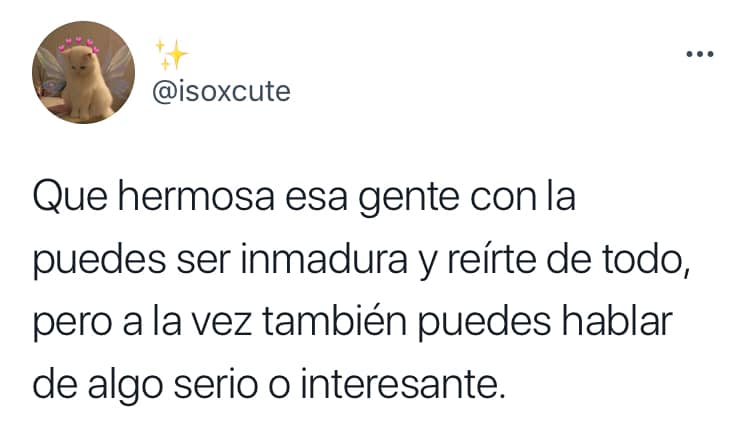 ✨
@isoxcute
Que hermosa esa gente con la
puedes ser inmadura y reírte de todo,
pero a la vez también puedes hablar
de algo serio o interesante.